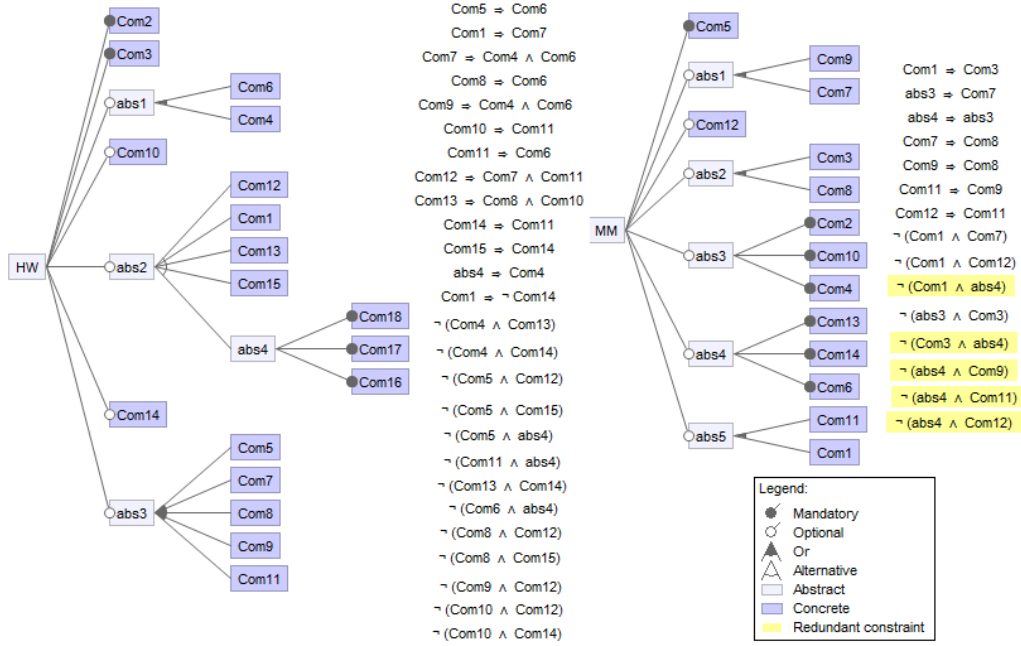 HW
Com2
Com3
abs1
Com6
Com4
Com10
abs2
Com12
Com1
Com13
Com15
abs4
Com18
Com17
Com16
Com14
abs3
Com5
Com7
Com8
Com9
Com11
Com5 ⇒ Com6
Com1 ⇒ Com7
Com7 ⇒ Com4 ∧ Com6
Com8 ⇒ Com6
Com9 ⇒ Com4 ∧ Com6
Com10 ⇒ Com11
Com11 ⇒ Com6
Com12 ⇒ Com7 ∧ Com11
Com13 ⇒ Com8 ∧ Com10
Com14 ⇒ Com11
Com15 ⇒ Com14
abs4 ⇒ Com4
Com1 ⇒ ¬ Com14
¬ (Com4 ∧ Com13)
¬ (Com4 ∧ Com14)
¬ (Com5 ∧ Com12)
¬ (Com5 ∧ Com15)
¬ (Com5 ∧ abs4)
¬ (Com11 ∧ abs4)
¬ (Com13 ∧ Com14)
¬ (Com6 ∧ abs4)
¬ (Com8 ∧ Com12)
¬ (Com8 ∧ Com15)
¬ (Com9 ∧ Com12)
¬ (Com10 ∧ Com12)
¬ (Com10 ∧ Com14)
MM
Com5
abs1
Com9
Com7
Com12
abs2
Com3
Com8
abs3
Com2
Com10
Com4
abs4
Com13
Com14
Com6
abs5
Com11
Com1
Com1 ⇒ Com3
abs3 ⇒ Com7
abs4 ⇒ abs3
Com7 ⇒ Com8
Com9 ⇒ Com8
Com11 ⇒ Com9
Com12 ⇒ Com11
¬ (Com1 ∧ Com7)
¬ (Com1 ∧ Com12)
¬ (Com1 ∧ abs4)
¬ (abs3 ∧ Com3)
¬ (Com3 ∧ abs4)
¬ (abs4 ∧ Com9)
¬ (abs4 ∧ Com11)
¬ (abs4 ∧ Com12)
Legend:
Mandatory
Optional
Or
Alternative
Abstract
Concrete
Redundant constraint